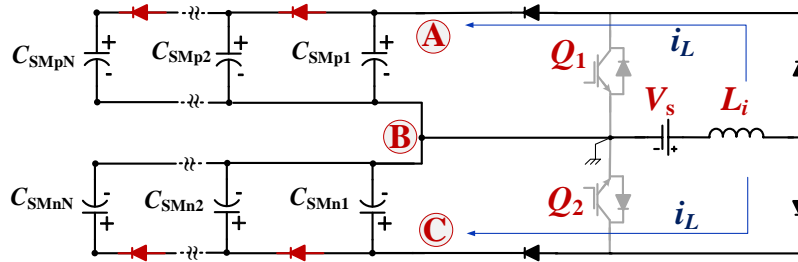 A
i_L
+ + +
C_SMpN C_SMp2 C_SMp1 Q_1
- - -
V_s L_i
B
- +
- - -
C_SMnN C_SMn2 C_SMn1 Q_2
+ + +
C i_L